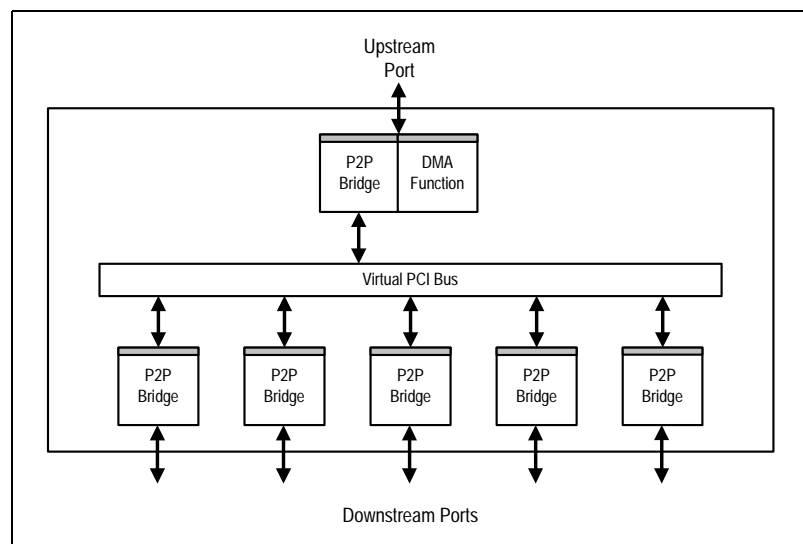 Upstream
Port
P2P
Bridge
DMA
Function
Virtual PCI Bus
P2P
Bridge
P2P
Bridge
P2P
Bridge
P2P
Bridge
P2P
Bridge
Downstream Ports